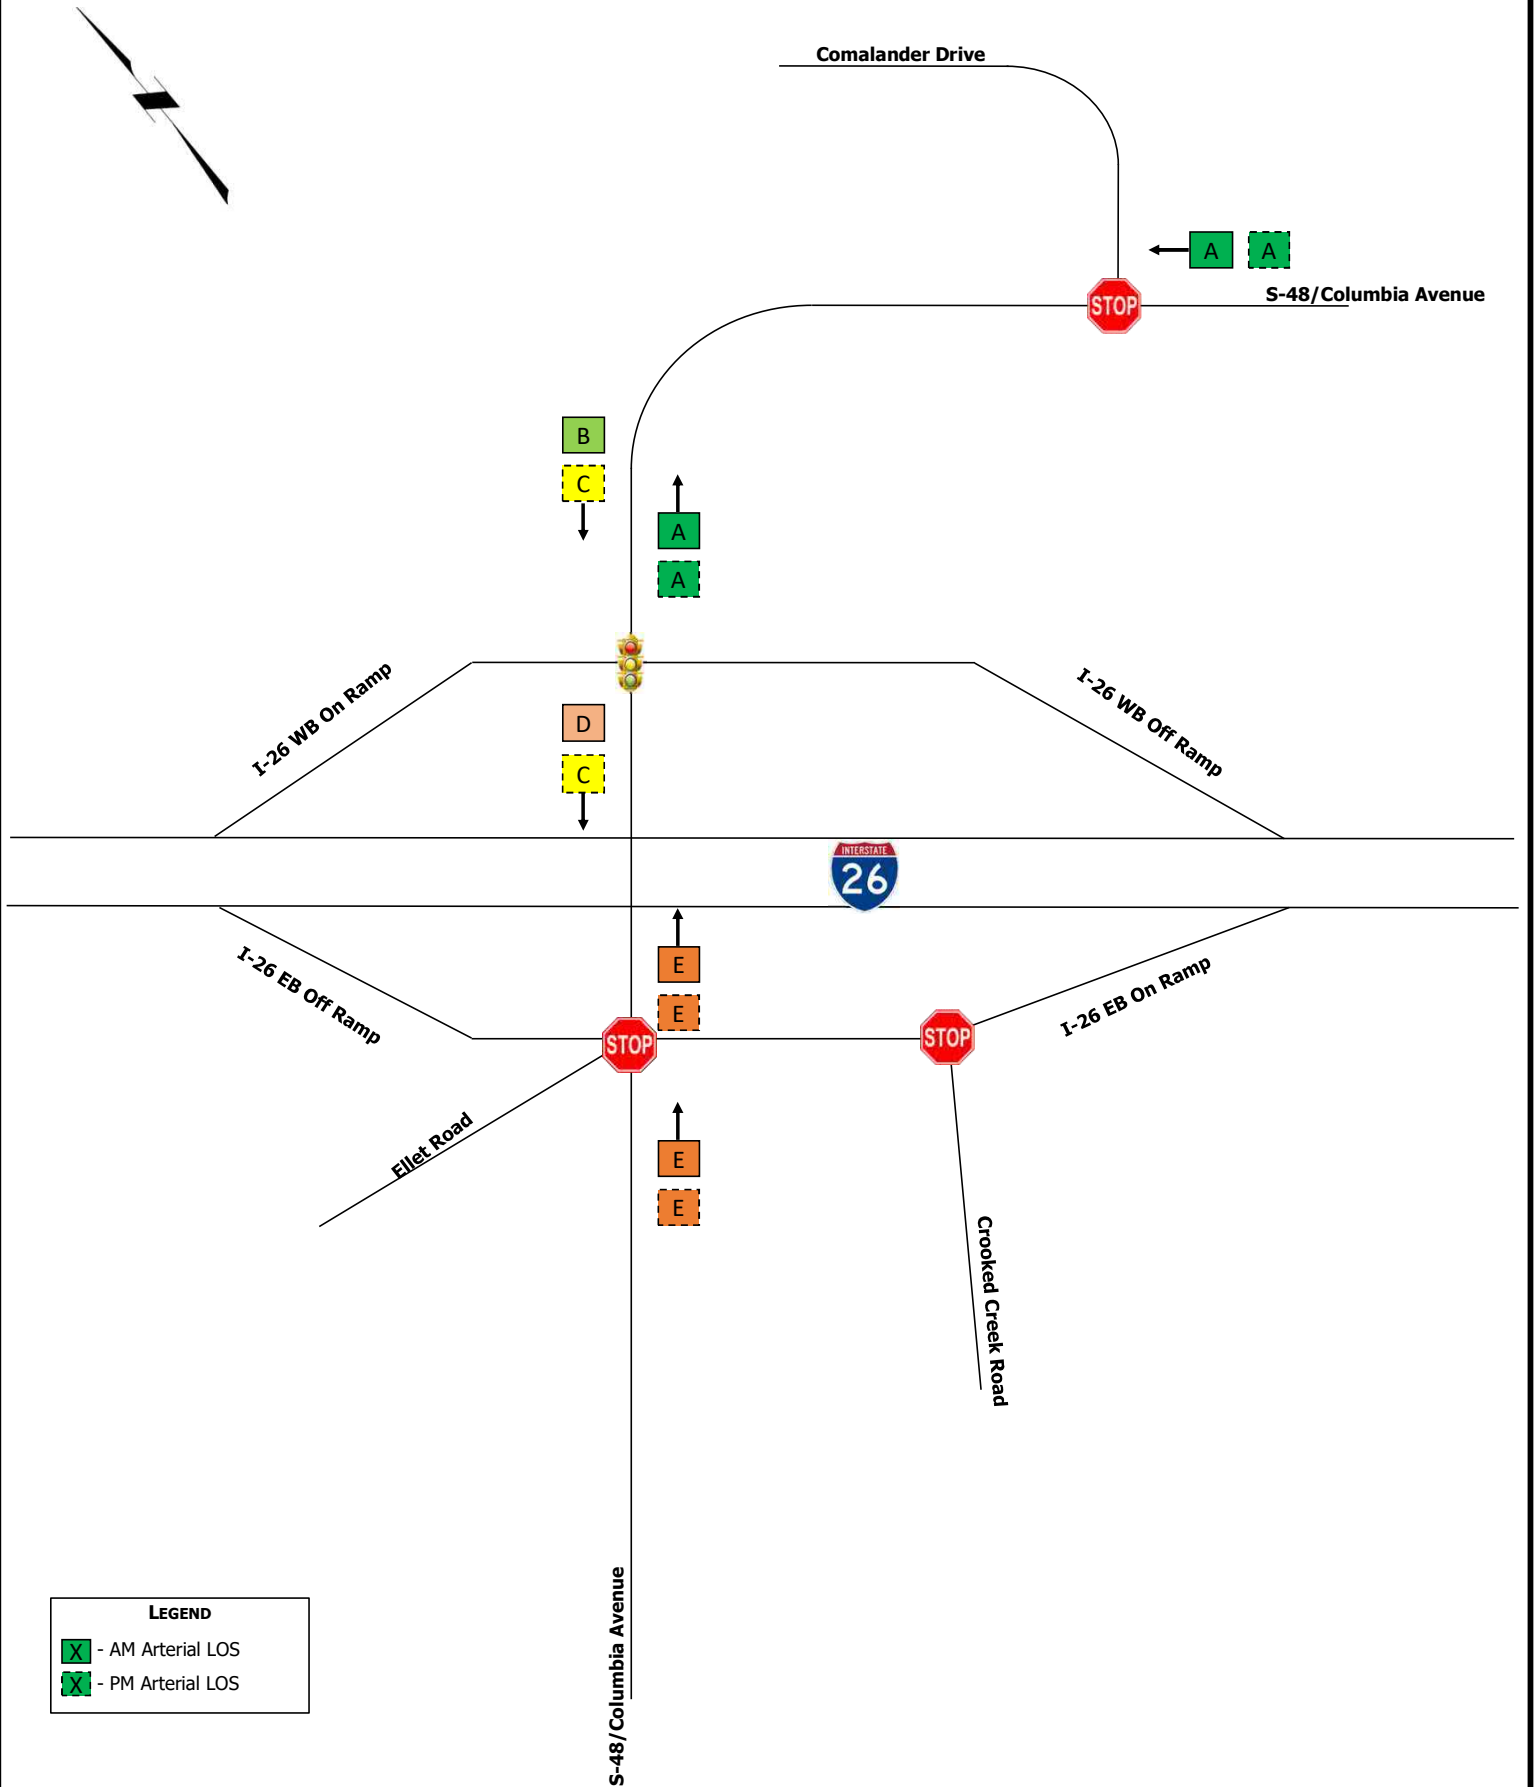 Comalander Drive
A A
S-48/Columbia Avenue
STOP
B
C
A
A
I-26 WB On Ramp
I-26 WB Off Ramp
D
C
INTERSTATE
26
E
E
I-26 EB Off Ramp
I-26 EB On Ramp
STOP
STOP
Ellet Road
E
E
Crooked Creek Road
S-48/Columbia Avenue
LEGEND
X - AM Arterial LOS
X - PM Arterial LOS